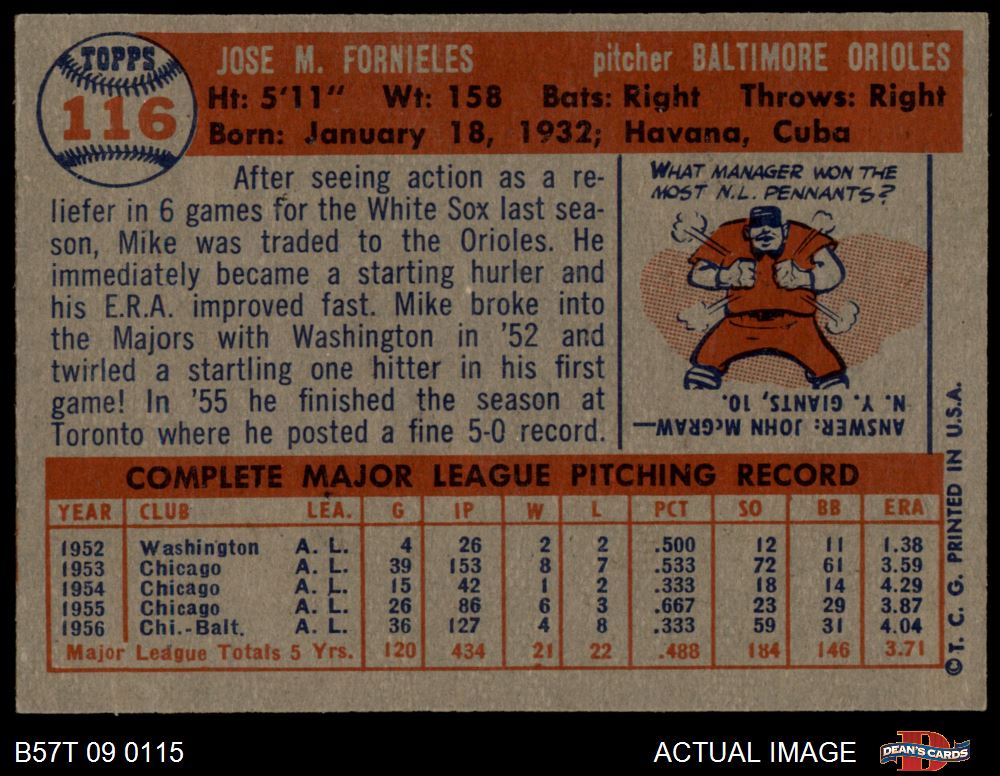 TOPPS
116
JOSE M. FORNIELES pitcher BALTIMORE ORIOLES
Ht: 5'11" Wt: 158 Bats: Right Throws: Right
Born: January 18, 1932; Havana, Cuba
After seeing action as a re-
liefer in 6 games for the White Sox last sea-
son, Mike was traded to the Orioles. He
immediately became a starting hurler and
his E.R.A. improved fast. Mike broke into
the Majors with Washington in '52 and
twirled a startling one hitter in his first
game! In '55 he finished the season at
Toronto where he posted a fine 5-0 record.
WHAT MANAGER WON THE
MOST N.L. PENNANTS?
ANSWER: JOHN McGRAW—
N. Y. GIANTS, 10.
COMPLETE MAJOR LEAGUE PITCHING RECORD
YEAR CLUB LEA. G IP W L PCT SO BB ERA
1952 Washington A. L. 4 26 2 2 .500 12 11 1.38
1953 Chicago A. L. 39 153 8 7 .533 72 61 3.59
1954 Chicago A. L. 15 42 1 2 .333 18 14 4.29
1955 Chicago A. L. 26 86 6 3 .667 23 29 3.87
1956 Chi.-Balt. A. L. 36 127 4 8 .333 59 31 4.04
Major League Totals 5 Yrs. 120 434 21 22 .488 184 146 3.71
© T. C. G. PRINTED IN U.S.A.
B57T 09 0115 ACTUAL IMAGE
D
DEAN'S CARDS